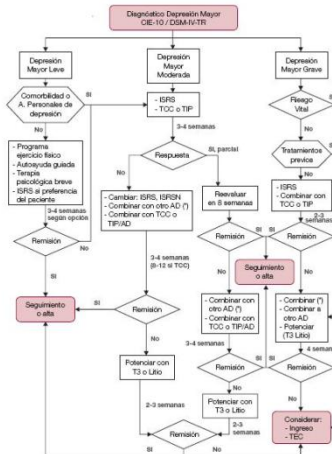 Diagnóstico Depresión Mayor
CIE-10 / DSM-IV-TR
Depresión
Mayor Leve
Depresión
Mayor
Moderada
Depresión
Mayor Grave
Comorbilidad o
A. Personales de
depresión
Si
- ISRS
- TCC o TIP
Riesgo
Vital
Si
No
No
- Programa
ejercicio físico
- Autoayuda guiada
- Terapia
psicológica breve
- ISRS si preferencia
del paciente
3-4 semanas
Respuesta
Si, parcial
No
Tratamientos
previos
Si
No
- Cambiar: ISRS, ISRSN
- Combinar con otro AD (*)
- Combinar con TCC o
TIP/AD
Reevaluar
en 8 semanas
- ISRS
- Combinar con
TCC o TIP
2-3
semanas
3-4 semanas
según opción
No
Remisión
Remisión
Si
Si
Remisión
Si
3-4 semanas
(8-12 si TCC)
No
Seguimiento
o alta
No
Seguimiento
o alta
Si
Remisión
- Combinar con
otro AD (*)
- Combinar con
TCC o TIP/AD
Si
Si
- Combinar (*)
- Combinar a
otro AD
- Potenciar
(T3 Litio)
No
3-4 semanas
4 semanas
Potenciar con
T3 o Litio
Remisión
Remisión
No
No
2-3 semanas
Potenciar con
T3 o Litio
Considerar:
- Ingreso
- TEC
2-3
semanas
Remisión
Si
No